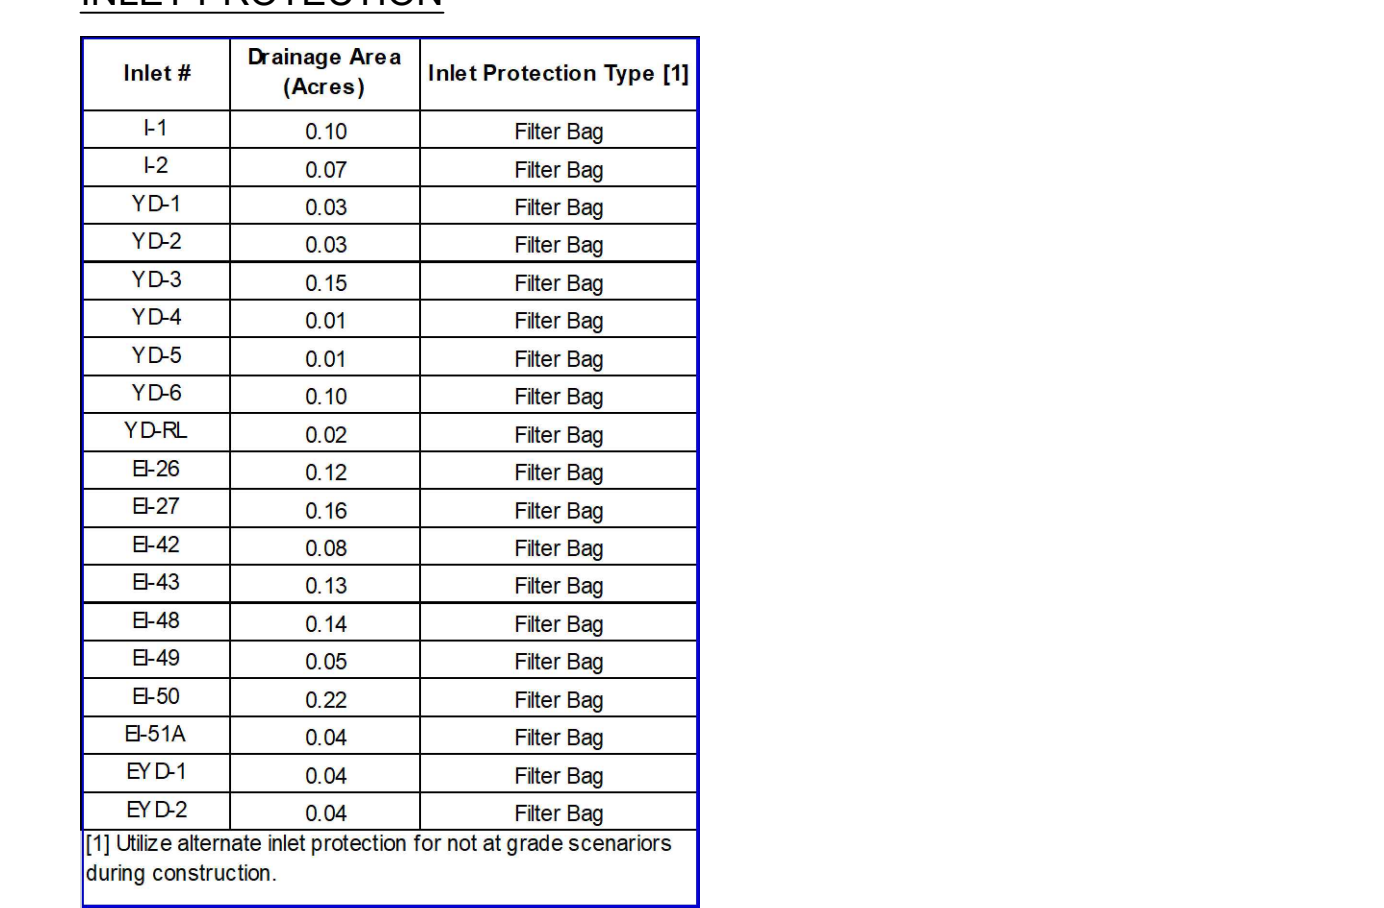 INLET PROTECTION
Inlet # Drainage Area (Acres) Inlet Protection Type [1]
I-1 0.10 Filter Bag
I-2 0.07 Filter Bag
YD-1 0.03 Filter Bag
YD-2 0.03 Filter Bag
YD-3 0.15 Filter Bag
YD-4 0.01 Filter Bag
YD-5 0.01 Filter Bag
YD-6 0.10 Filter Bag
YD-RL 0.02 Filter Bag
EI-26 0.12 Filter Bag
EI-27 0.16 Filter Bag
EI-42 0.08 Filter Bag
EI-43 0.13 Filter Bag
EI-48 0.14 Filter Bag
EI-49 0.05 Filter Bag
EI-50 0.22 Filter Bag
EI-51A 0.04 Filter Bag
EYD-1 0.04 Filter Bag
EYD-2 0.04 Filter Bag
[1] Utilize alternate inlet protection for not at grade scenariors
during construction.